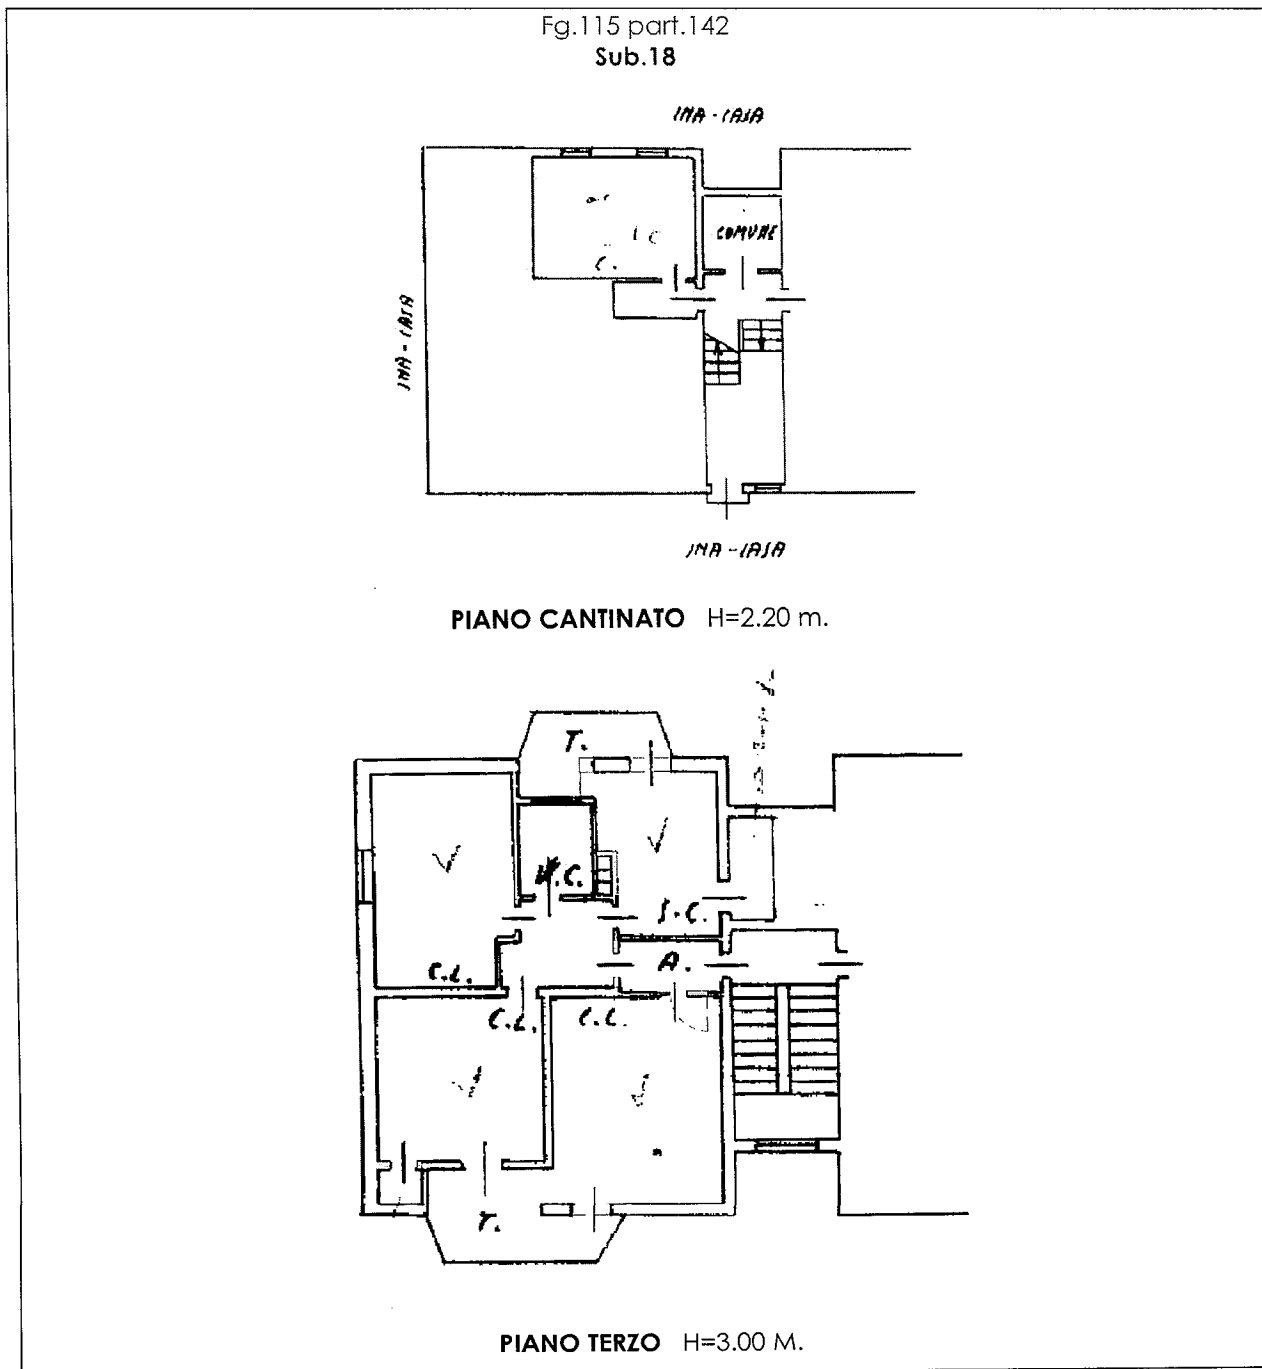 Fg.115 part.142
Sub.18
INA-CASA
COMUNE
C.
INA-CASA
INA-CASA
PIANO CANTINATO H=2.20 m.
T.
W.C.
S.C.
A.
C.L.
C.L.
C.L.
T.
PIANO TERZO H=3.00 M.